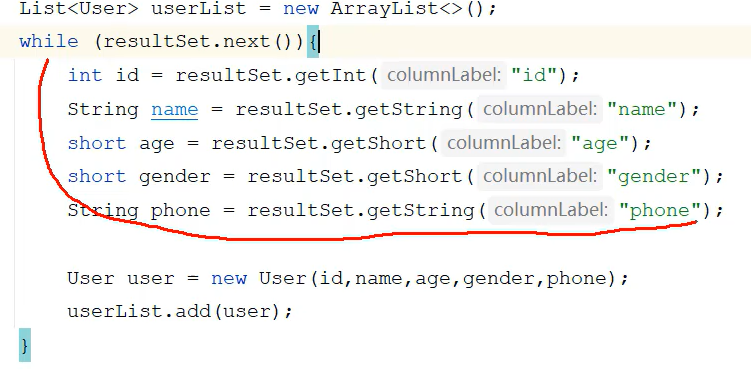 List<User> userList = new ArrayList<>();
while (resultSet.next()){
int id = resultSet.getInt( columnLabel: "id");
String name = resultSet.getString( columnLabel: "name");
short age = resultSet.getShort( columnLabel: "age");
short gender = resultSet.getShort( columnLabel: "gender");
String phone = resultSet.getString( columnLabel: "phone");
User user = new User(id,name,age,gender,phone);
userList.add(user);
}